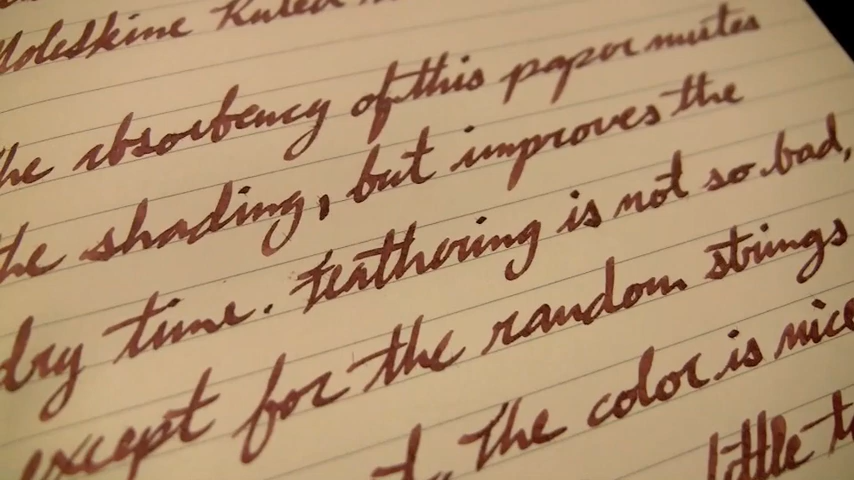 Moleskine Ruled
The absorbency of this paper mutes
the shading, but improves the
dry time. Feathering is not so bad,
except for the random strings
The color is nice
little